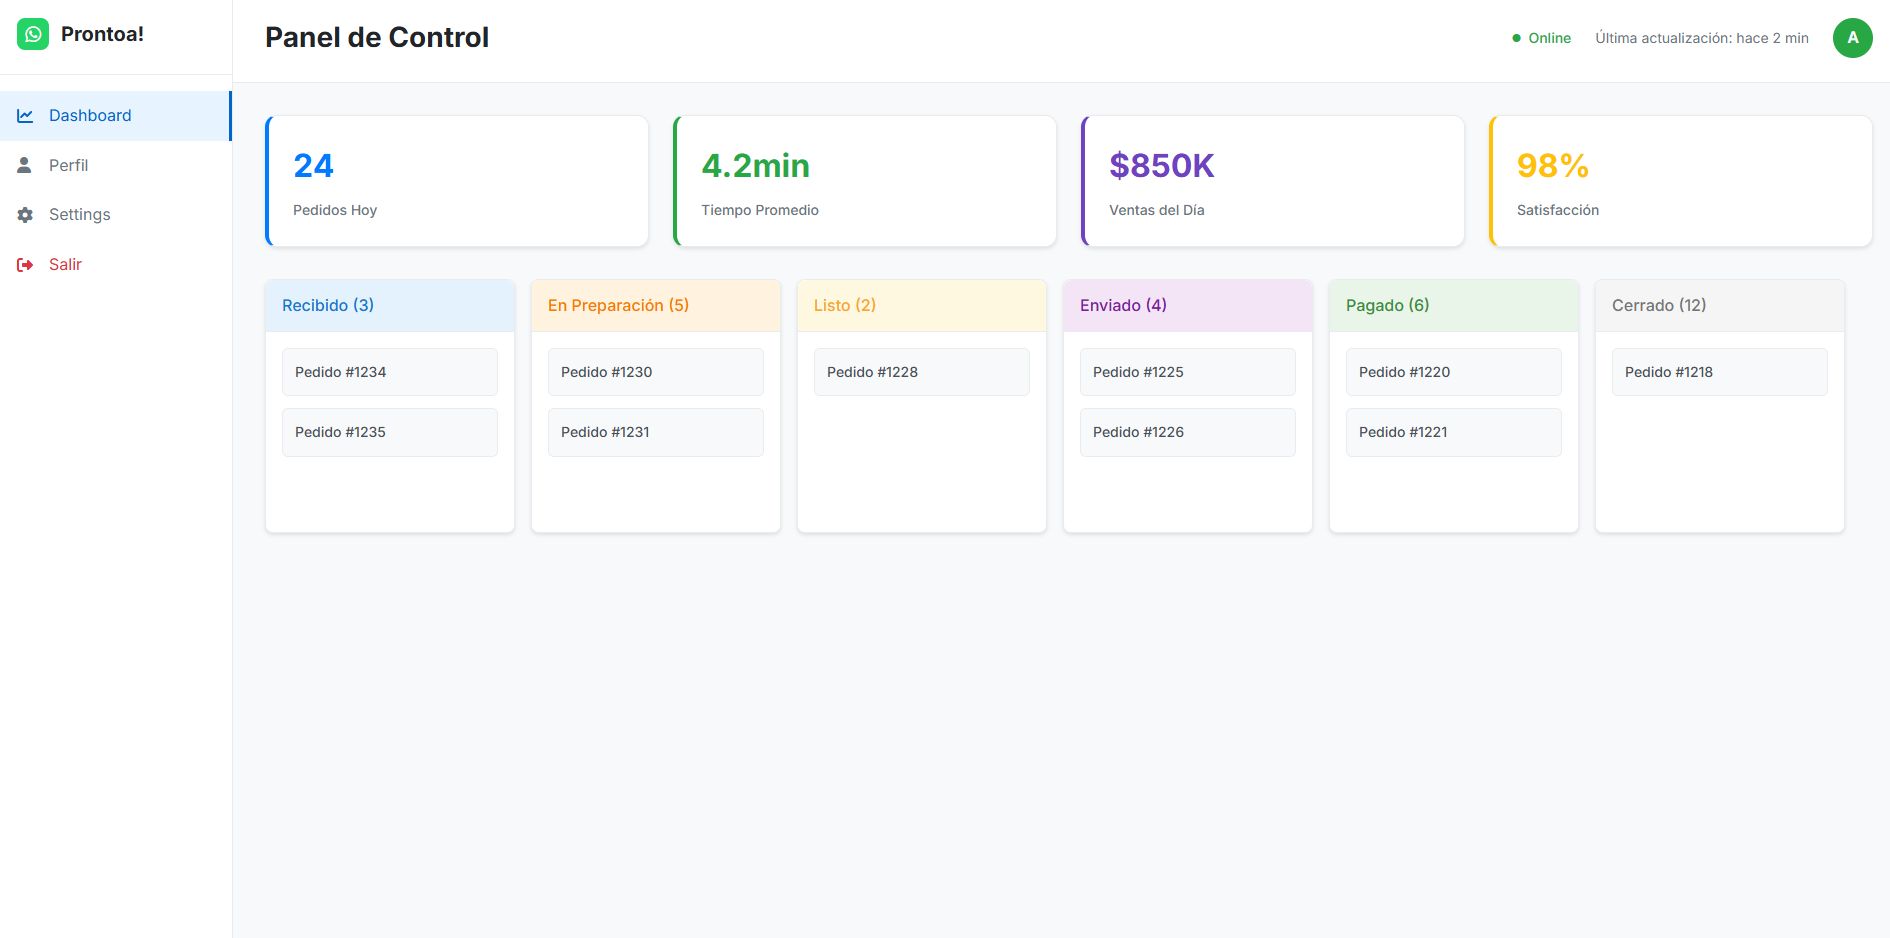 Prontoa!
Dashboard
Perfil
Settings
Salir
Panel de Control
Online
Última actualización: hace 2 min
A
24
Pedidos Hoy
4.2min
Tiempo Promedio
$850K
Ventas del Día
98%
Satisfacción
Recibido (3)
Pedido #1234
Pedido #1235
En Preparación (5)
Pedido #1230
Pedido #1231
Listo (2)
Pedido #1228
Enviado (4)
Pedido #1225
Pedido #1226
Pagado (6)
Pedido #1220
Pedido #1221
Cerrado (12)
Pedido #1218